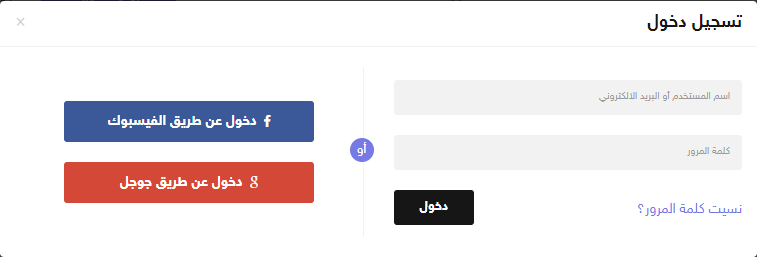 تسجيل دخول
×
اسم المستخدم أو البريد الالكتروني
كلمة المرور
نسيت كلمة المرور؟
دخول
أو
دخول عن طريق الفيسبوك
دخول عن طريق جوجل